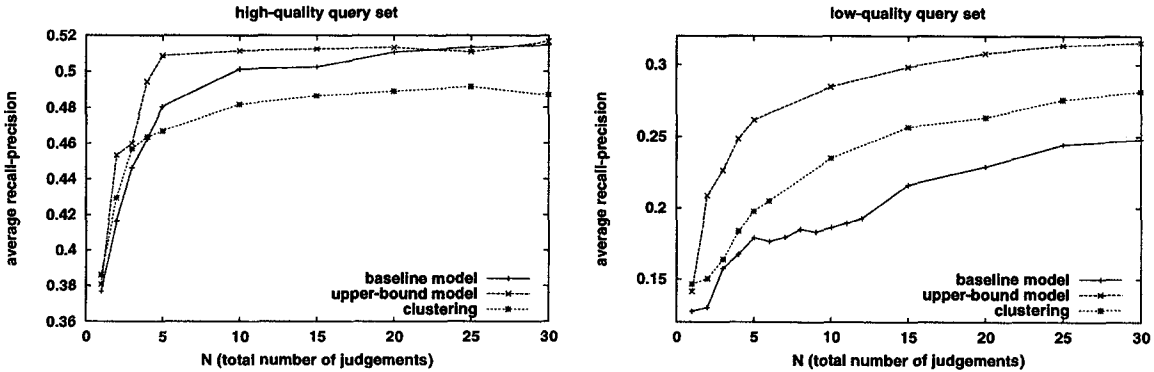 high-quality query set
average recall-precision
0.52
0.5
0.48
0.46
0.44
0.42
0.4
0.38
0.36
baseline model
upper-bound model
clustering
0 5 10 15 20 25 30
N (total number of judgements)
low-quality query set
average recall-precision
0.3
0.25
0.2
0.15
baseline model
upper-bound model
clustering
0 5 10 15 20 25 30
N (total number of judgements)